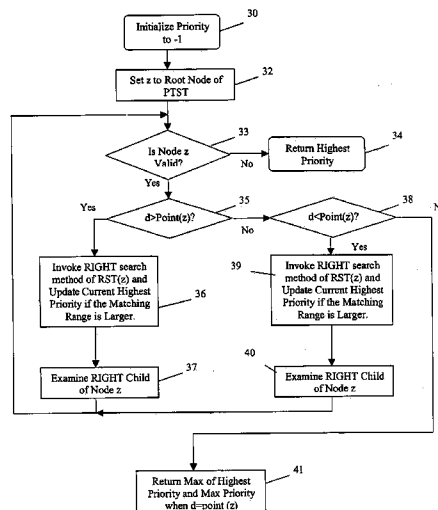 Initialize Priority
to -1
30
Set z to Root Node of
PTST
32
Is Node z
Valid?
33
No
Return Highest
Priority
34
Yes
d>Point(z)?
35
Yes
No
d<Point(z)?
38
N
Yes
Invoke RIGHT search
method of RST(z) and
Update Current Highest
Priority if the Matching
Range is Larger.
36
39
Invoke RIGHT search
method of RST(z) and
Update Current Highest
Priority if the Matching
Range is Larger.
Examine RIGHT Child
of Node z
37
40
Examine RIGHT Child
of Node z
Return Max of Highest
Priority and Max Priority
when d=point (z)
41